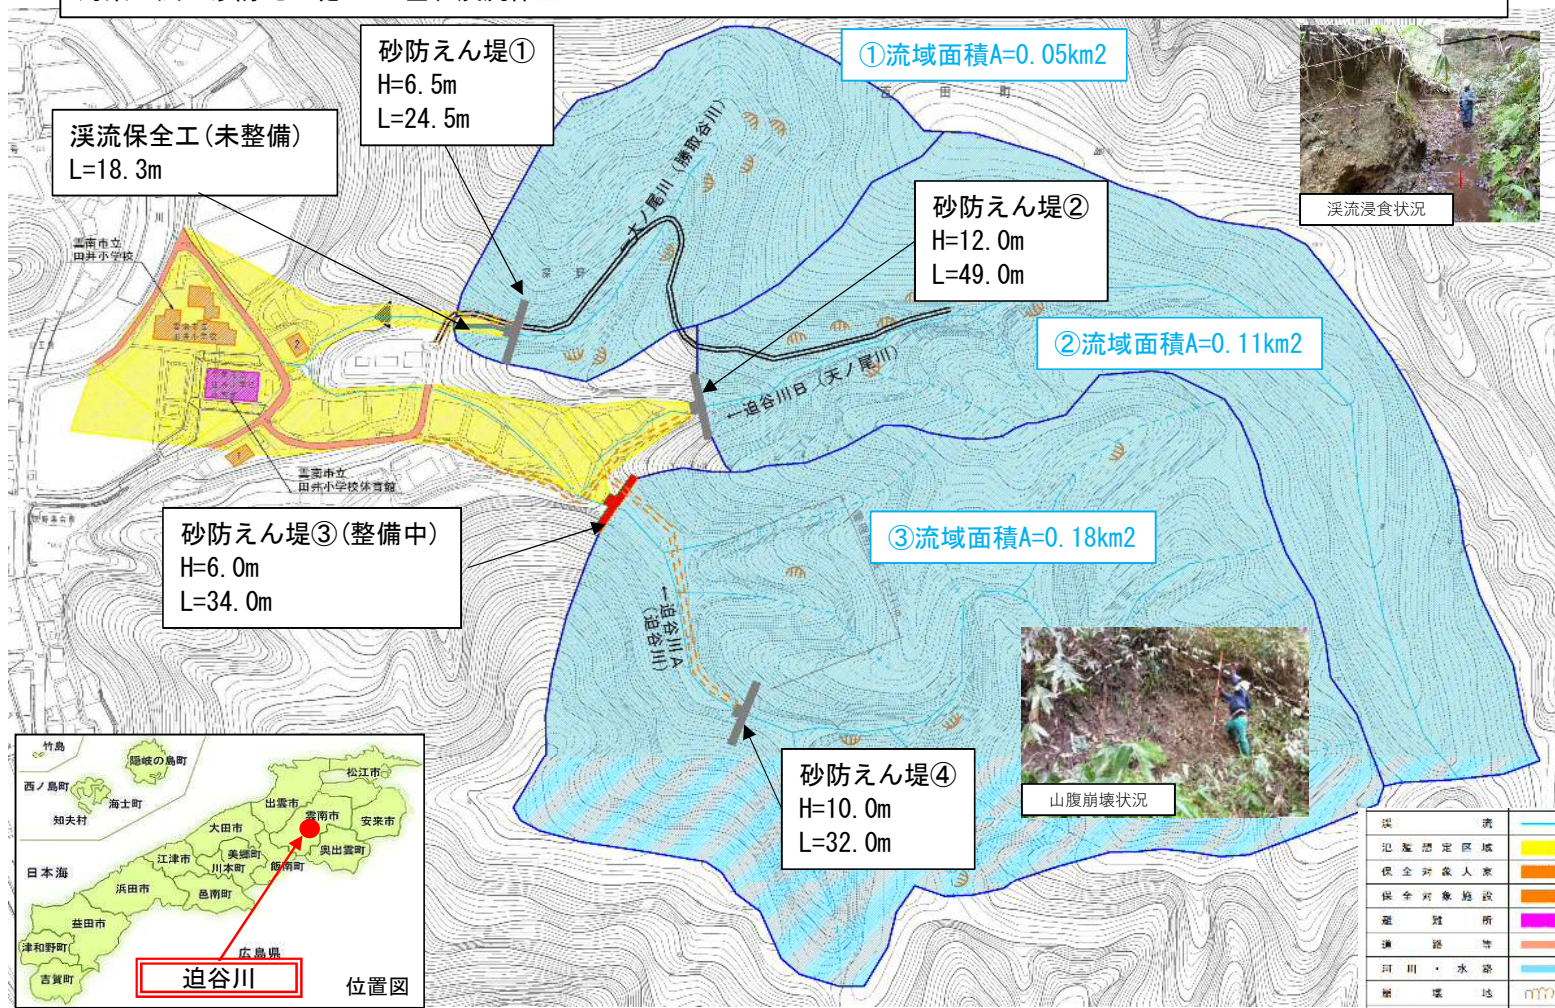 砂防えん堤①
H=6.5m
L=24.5m
①流域面積A=0.05km2
渓流保全工(未整備)
L=18.3m
砂防えん堤②
H=12.0m
L=49.0m
渓流浸食状況
雲南市立
田井小学校
←大ノ尾川(勝取谷川)
深野
②流域面積A=0.11km2
←迫谷川B(天ノ尾川)
雲南市立
田井小学校体育館
砂防えん堤③(整備中)
H=6.0m
L=34.0m
③流域面積A=0.18km2
←迫谷川A
(迫谷川)
山腹崩壊状況
砂防えん堤④
H=10.0m
L=32.0m
竹島
隠岐の島町
西ノ島町
海士町
知夫村
松江市
出雲市
雲南市
安来市
大田市
奥出雲町
美郷町
飯南町
江津市
川本町
日本海
浜田市
邑南町
益田市
津和野町
吉賀町
広島県
迫谷川
位置図
渓流
氾濫想定区域
保全対象人家
保全対象施設
避難所
道路等
河川・水路
崩壊地